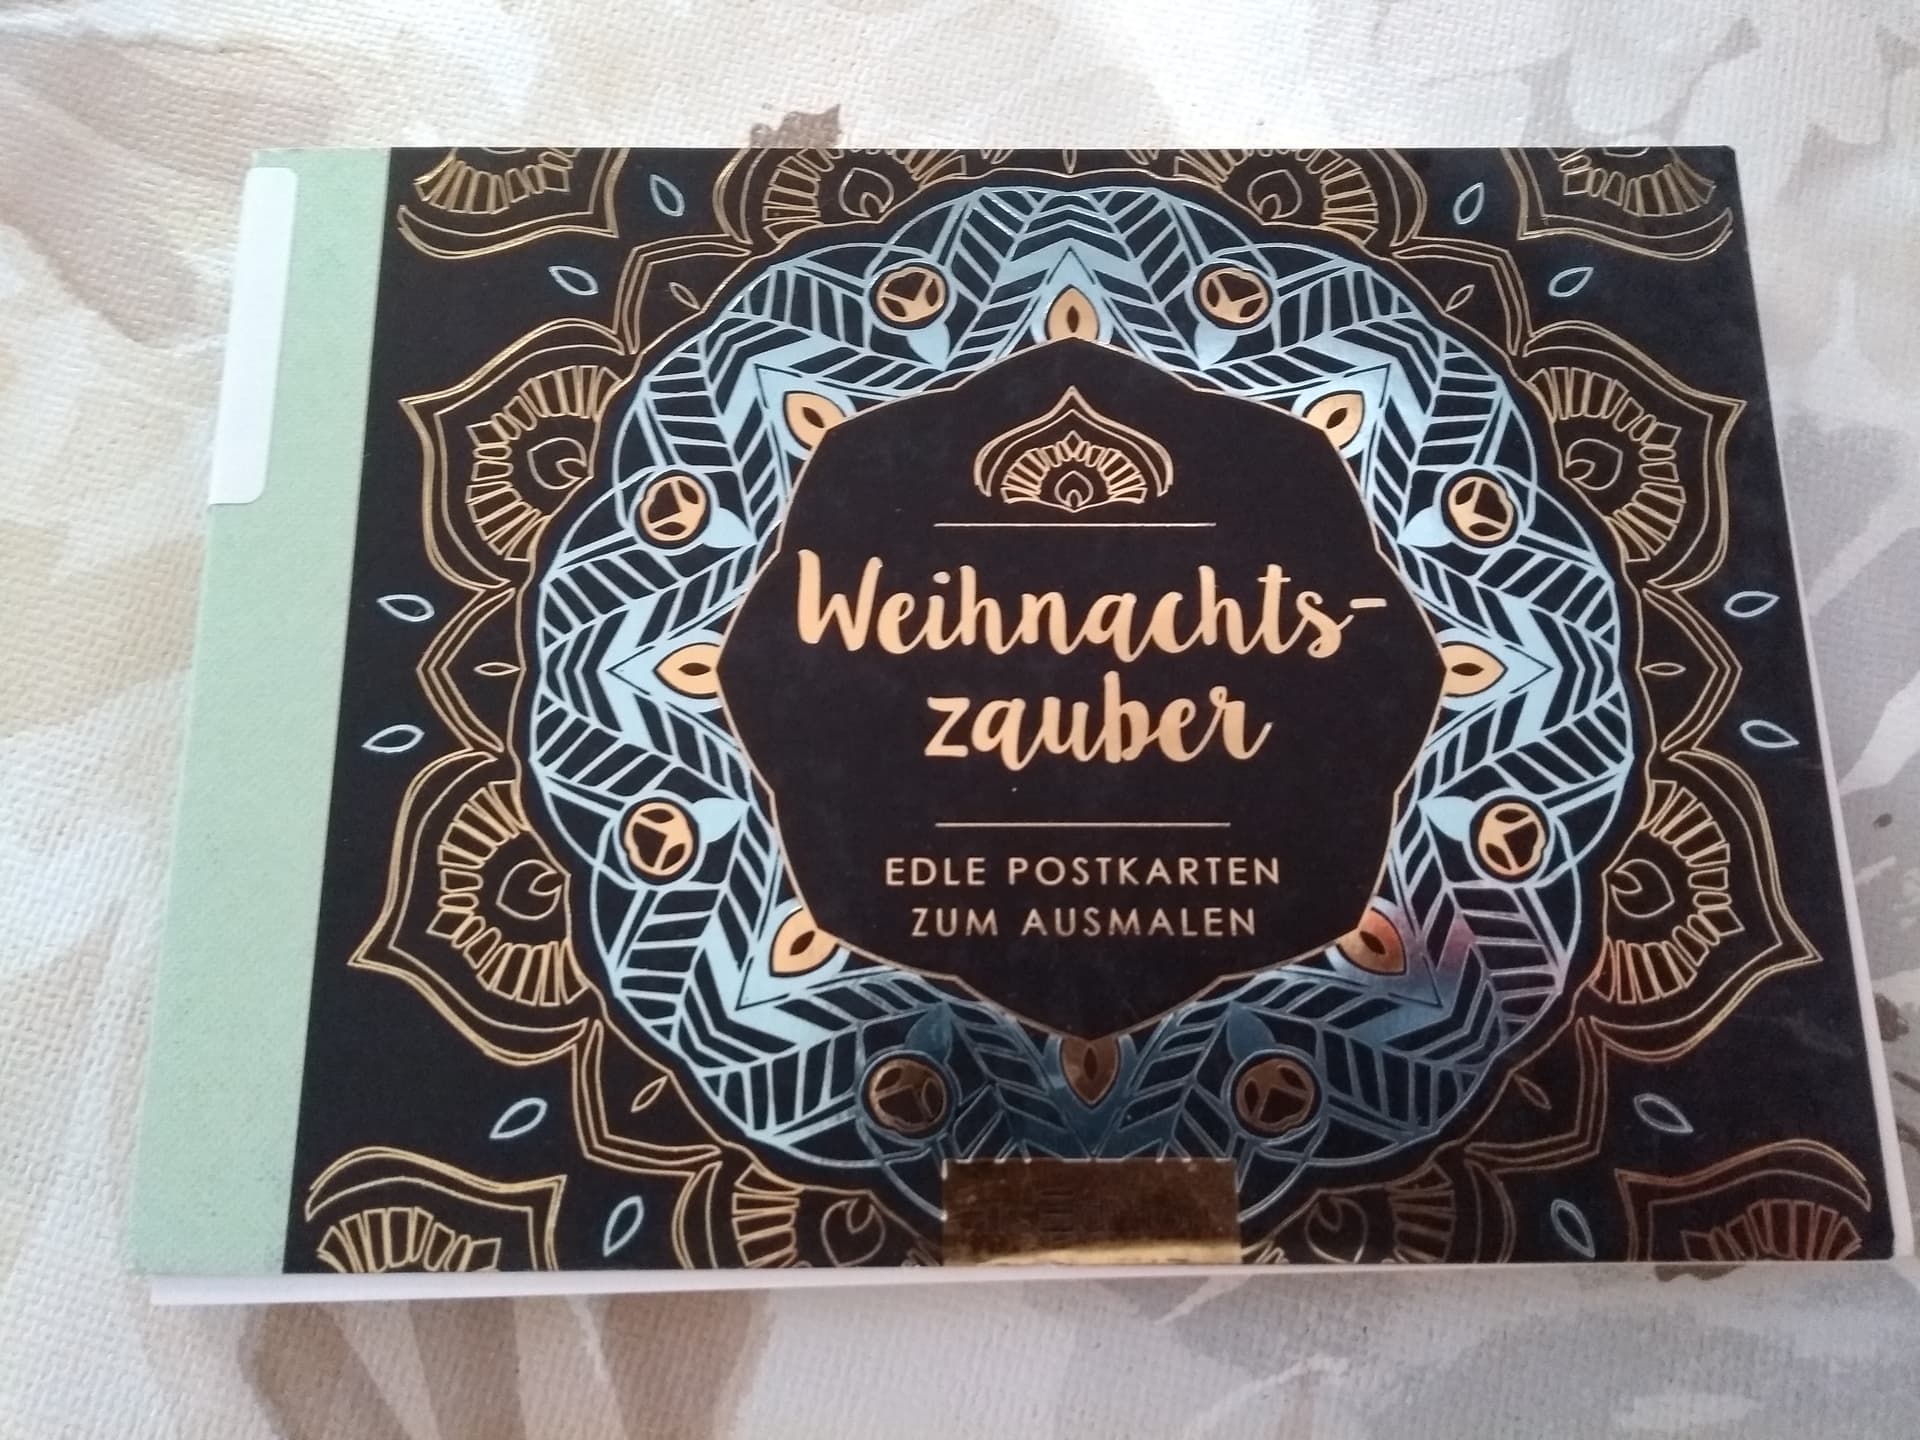 Weihnachts-
zauber
EDLE POSTKARTEN
ZUM AUSMALEN